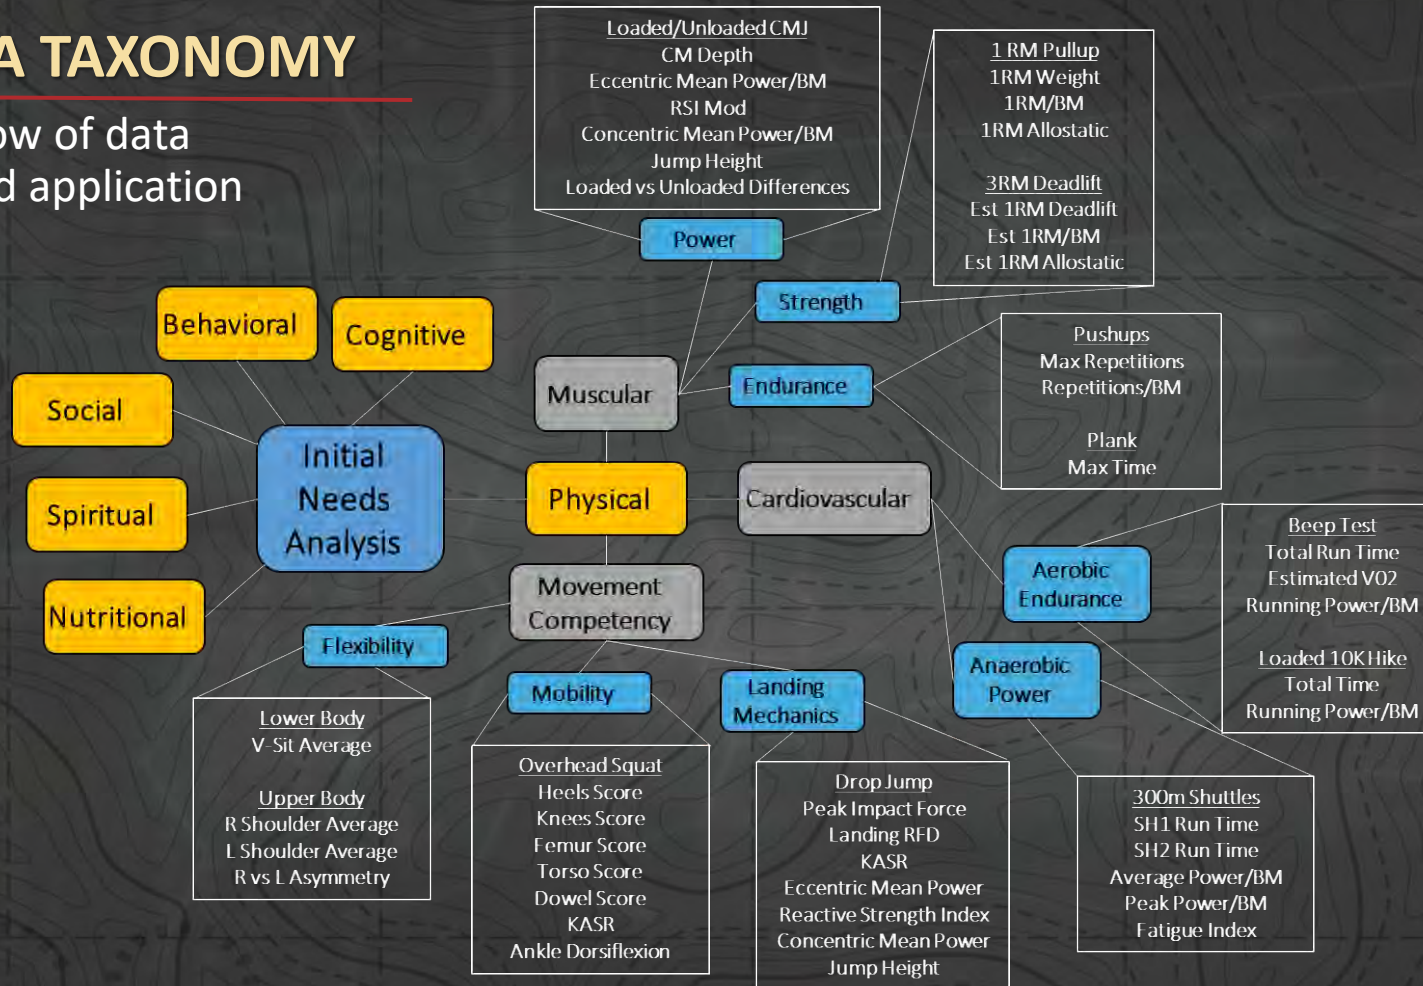 A TAXONOMY
ow of data
d application
Loaded/Unloaded CMJ
CM Depth
Eccentric Mean Power/BM
RSI Mod
Concentric Mean Power/BM
Jump Height
Loaded vs Unloaded Differences
Power
1 RM Pullup
1RM Weight
1RM/BM
1RM Allostatic
3RM Deadlift
Est 1RM Deadlift
Est 1RM/BM
Est 1RM Allostatic
Strength
Behavioral
Cognitive
Social
Spiritual
Nutritional
Initial
Needs
Analysis
Muscular
Endurance
Pushups
Max Repetitions
Repetitions/BM
Plank
Max Time
Physical
Cardiovascular
Movement
Competency
Aerobic
Endurance
Beep Test
Total Run Time
Estimated V02
Running Power/BM
Loaded 10K Hike
Total Time
Running Power/BM
Anaerobic
Power
300m Shuttles
SH1 Run Time
SH2 Run Time
Average Power/BM
Peak Power/BM
Fatigue Index
Flexibility
Lower Body
V-Sit Average
Upper Body
R Shoulder Average
L Shoulder Average
R vs L Asymmetry
Mobility
Overhead Squat
Heels Score
Knees Score
Femur Score
Torso Score
Dowel Score
KASR
Ankle Dorsiflexion
Landing
Mechanics
Drop Jump
Peak Impact Force
Landing RFD
KASR
Eccentric Mean Power
Reactive Strength Index
Concentric Mean Power
Jump Height